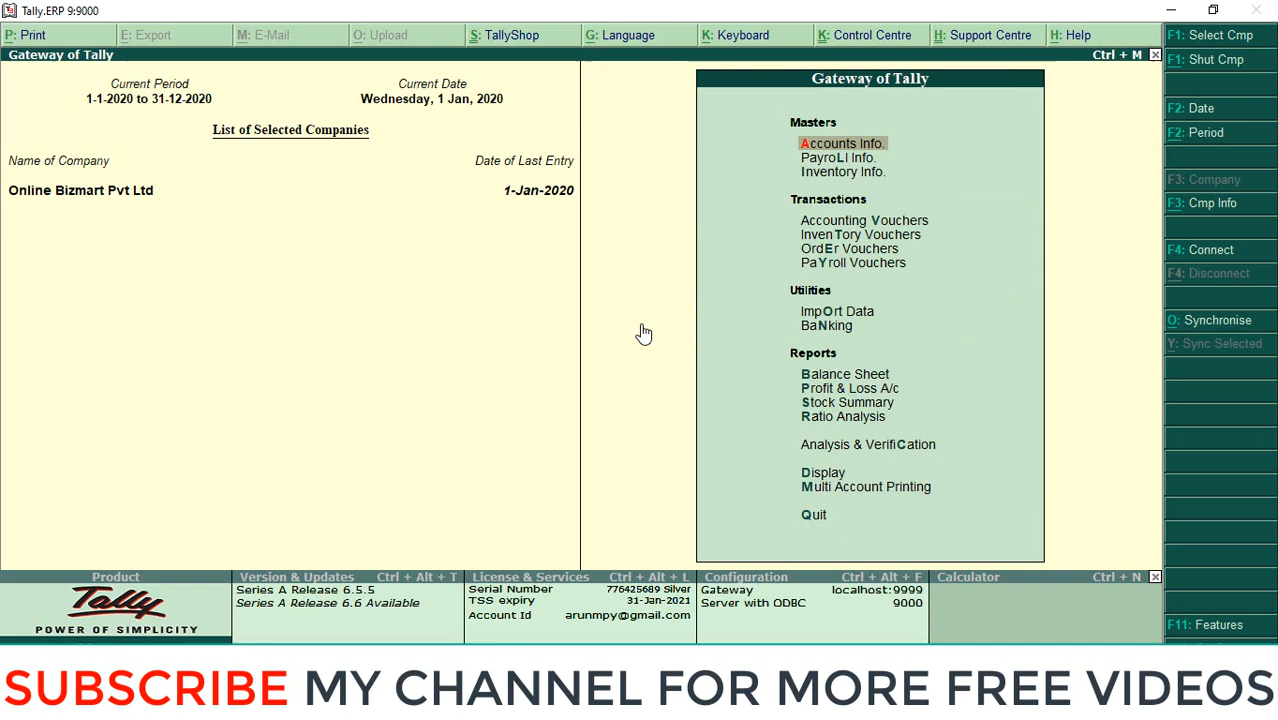 Tally.ERP 9:9000
P: Print
E: Export
M: E-Mail
O: Upload
S: TallyShop
G: Language
K: Keyboard
K: Control Centre
H: Support Centre
H: Help
Gateway of Tally
Ctrl + M
Current Period
1-1-2020 to 31-12-2020
Current Date
Wednesday, 1 Jan, 2020
List of Selected Companies
Name of Company
Date of Last Entry
Online Bizmart Pvt Ltd
1-Jan-2020
Gateway of Tally
Masters
Accounts Info.
PayroLl Info.
Inventory Info.
Transactions
Accounting Vouchers
InvenTory Vouchers
OrdEr Vouchers
PaYroll Vouchers
Utilities
ImpOrt Data
BaNking
Reports
Balance Sheet
Profit & Loss A/c
Stock Summary
Ratio Analysis
Analysis & VerifiCation
Display
Multi Account Printing
Quit
F1: Select Cmp
F1: Shut Cmp
F2: Date
F2: Period
F3: Company
F3: Cmp Info
F4: Connect
F4: Disconnect
O: Synchronise
Y: Sync Selected
F11: Features
Product
Tally
POWER OF SIMPLICITY
Version & Updates Ctrl + Alt + T
Series A Release 6.5.5
Series A Release 6.6 Available
License & Services Ctrl + Alt + L
Serial Number 776425689 Silver
TSS expiry 31-Jan-2021
Account Id arunmpy@gmail.com
Configuration Ctrl + Alt + F
Gateway localhost:9999
Server with ODBC 9000
Calculator Ctrl + N
SUBSCRIBE MY CHANNEL FOR MORE FREE VIDEOS